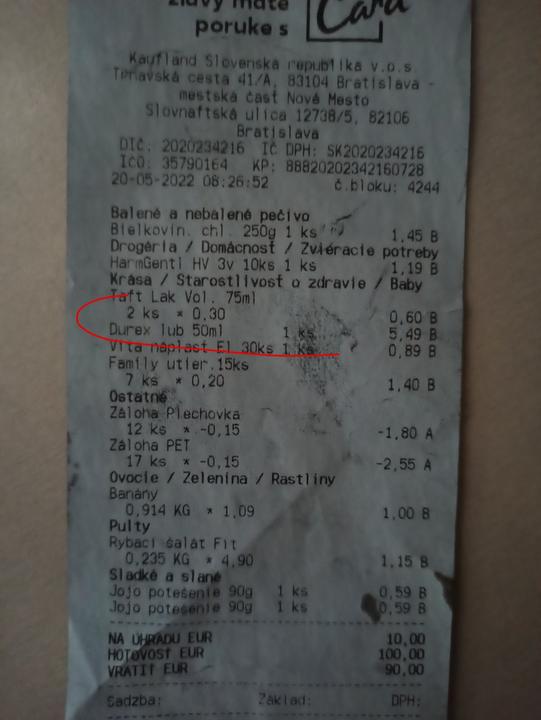 zľavy máte
poruke s
Card
Kaufland Slovenská republika v.o.s.
Trnavská cesta 41/A, 83104 Bratislava -
mestská časť Nové Mesto
Slovnaftská ulica 12738/5, 82106
Bratislava
DIČ: 2020234216 IČ DPH: SK2020234216
IČO: 35790164 KP: 88820202342160728
20-05-2022 08:26:52 č.bloku: 4244
Balené a nebalené pečivo
Bielkovin. chl. 250g 1 ks 1,45 B
Drogéria / Domácnosť / Zvieracie potreby
HarmGentl HV 3v 10ks 1 ks 1,19 B
Krása / Starostlivosť o zdravie / Baby
Taft Lak Vol. 75ml
2 ks * 0,30 0,60 B
Durex lub 50ml 1 ks 5,49 B
Vita náplast El 30ks 1 ks 0,89 B
Family utier.15ks
7 ks * 0,20 1,40 B
Ostatné
Záloha Plechovka
12 ks * -0,15 -1,80 A
Záloha PET
17 ks * -0,15 -2,55 A
Ovocie / Zelenina / Rastliny
Banány
0,914 KG * 1,09 1,00 B
Pulty
Rybací šalát Fit
0,235 KG * 4,90 1,15 B
Sladké a slané
Jojo potešenie 90g 1 ks 0,59 B
Jojo potešenie 90g 1 ks 0,59 B
NA ÚHRADU EUR 10,00
HOTOVOSŤ EUR 100,00
VRÁTIŤ EUR 90,00
Sadzba: Základ: DPH: